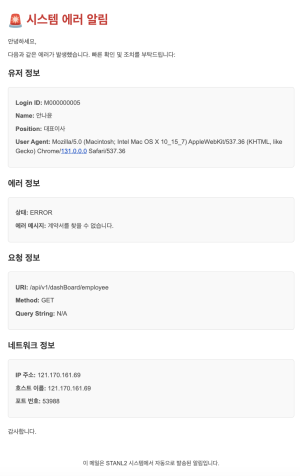 🚨 시스템 에러 알림
안녕하세요,
다음과 같은 에러가 발생했습니다. 빠른 확인 및 조치를 부탁드립니다:
유저 정보
Login ID: M000000005
Name: 안나윤
Position: 대표이사
User Agent: Mozilla/5.0 (Macintosh; Intel Mac OS X 10_15_7) AppleWebKit/537.36 (KHTML, like
Gecko) Chrome/131.0.0.0 Safari/537.36
에러 정보
상태: ERROR
에러 메시지: 계약서를 찾을 수 없습니다.
요청 정보
URI: /api/v1/dashBoard/employee
Method: GET
Query String: N/A
네트워크 정보
IP 주소: 121.170.161.69
호스트 이름: 121.170.161.69
포트 번호: 53988
감사합니다.
이 메일은 STANL2 시스템에서 자동으로 발송된 알림입니다.